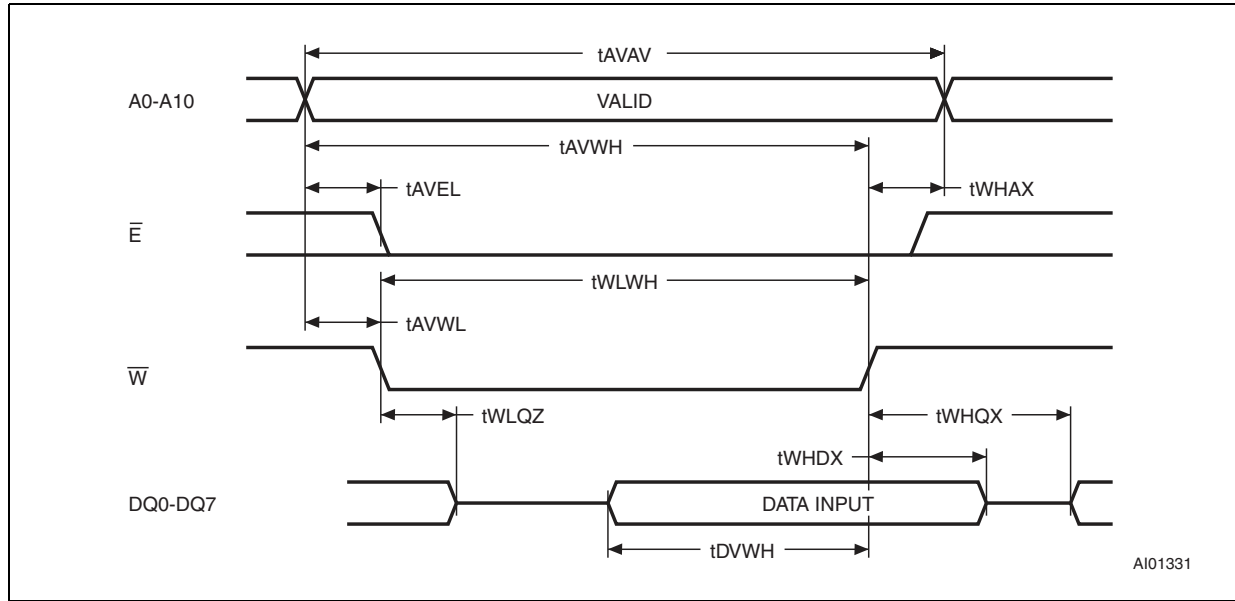 tAVAV
A0-A10
VALID
tAVWH
tAVEL
tWHAX
E̅
tWLWH
tAVWL
W̅
tWLQZ
tWHQX
tWHDX
DQ0-DQ7
DATA INPUT
tDVWH
AI01331